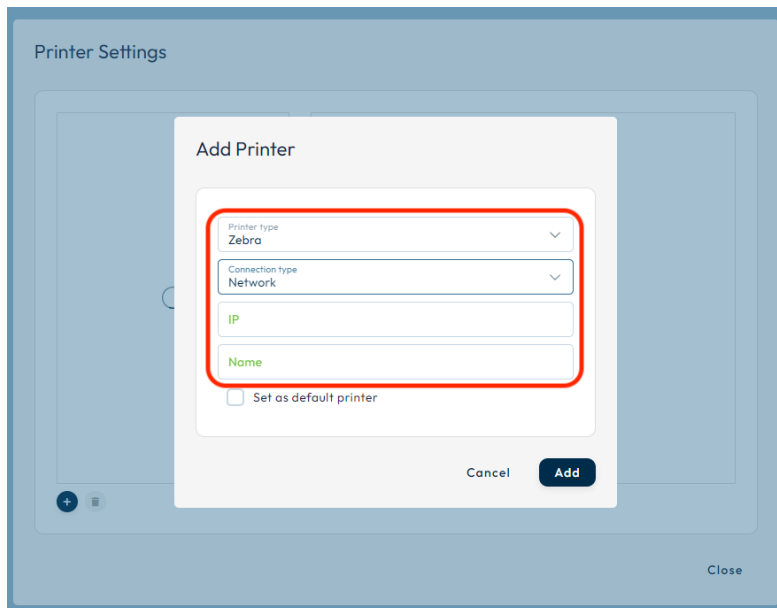 Printer Settings
Add Printer
Printer type
Zebra
Connection type
Network
IP
Name
Set as default printer
Cancel
Add
Close